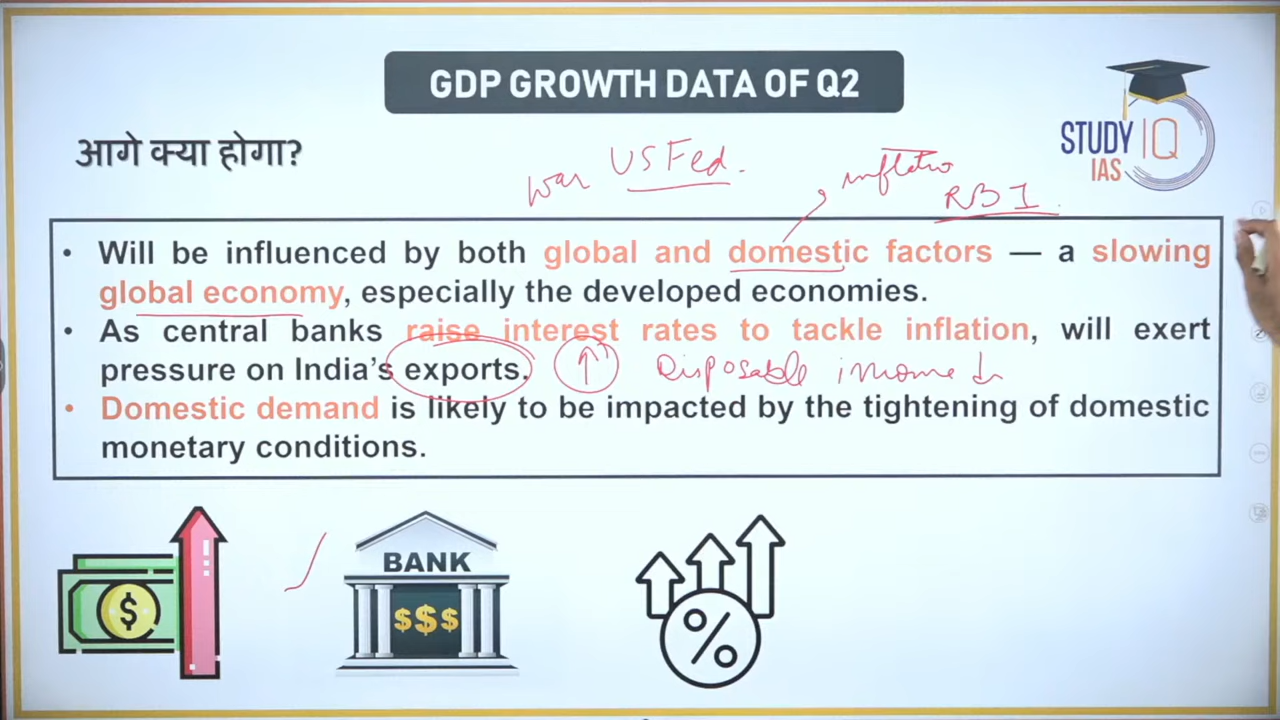 GDP GROWTH DATA OF Q2
STUDY IQ
IAS
आगे क्या होगा?
war US Fed.
inflatio
RBI
• Will be influenced by both global and domestic factors — a slowing
global economy, especially the developed economies.
• As central banks raise interest rates to tackle inflation, will exert
pressure on India's exports. Disposable income
• Domestic demand is likely to be impacted by the tightening of domestic
monetary conditions.
$
BANK
$$$
%